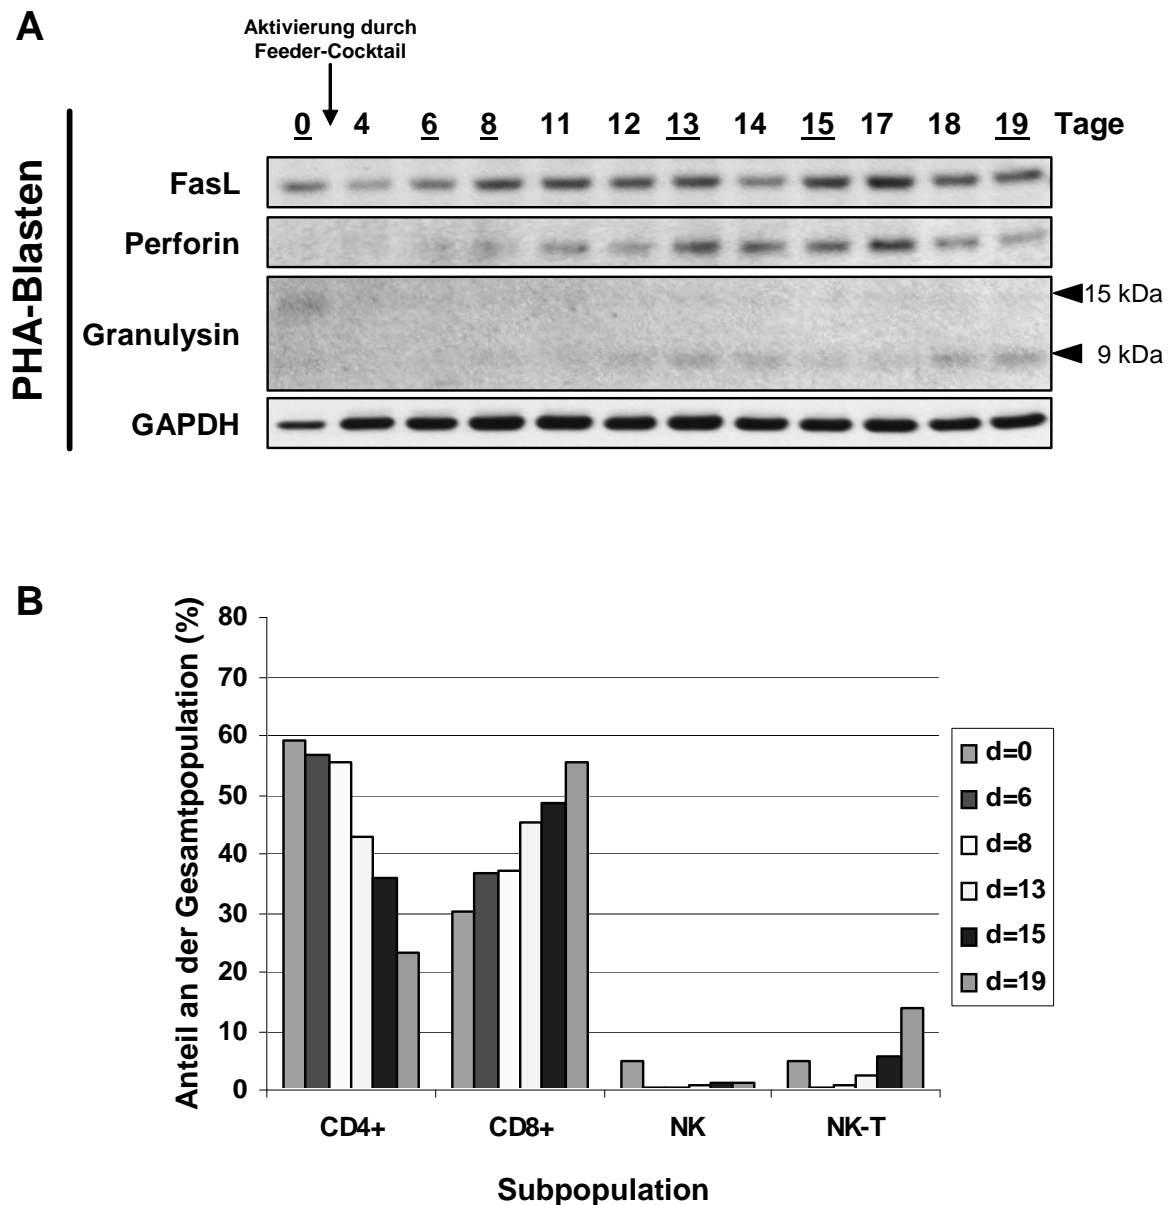 A
Aktivierung durch
Feeder-Cocktail
0 4 6 8 11 12 13 14 15 17 18 19 Tage
PHA-Blasten
FasL
Perforin
Granulysin
15 kDa
9 kDa
GAPDH
B
Anteil an der Gesamtpopulation (%)
80
70
60
50
40
30
20
10
0
CD4+ CD8+ NK NK-T
Subpopulation
d=0
d=6
d=8
d=13
d=15
d=19